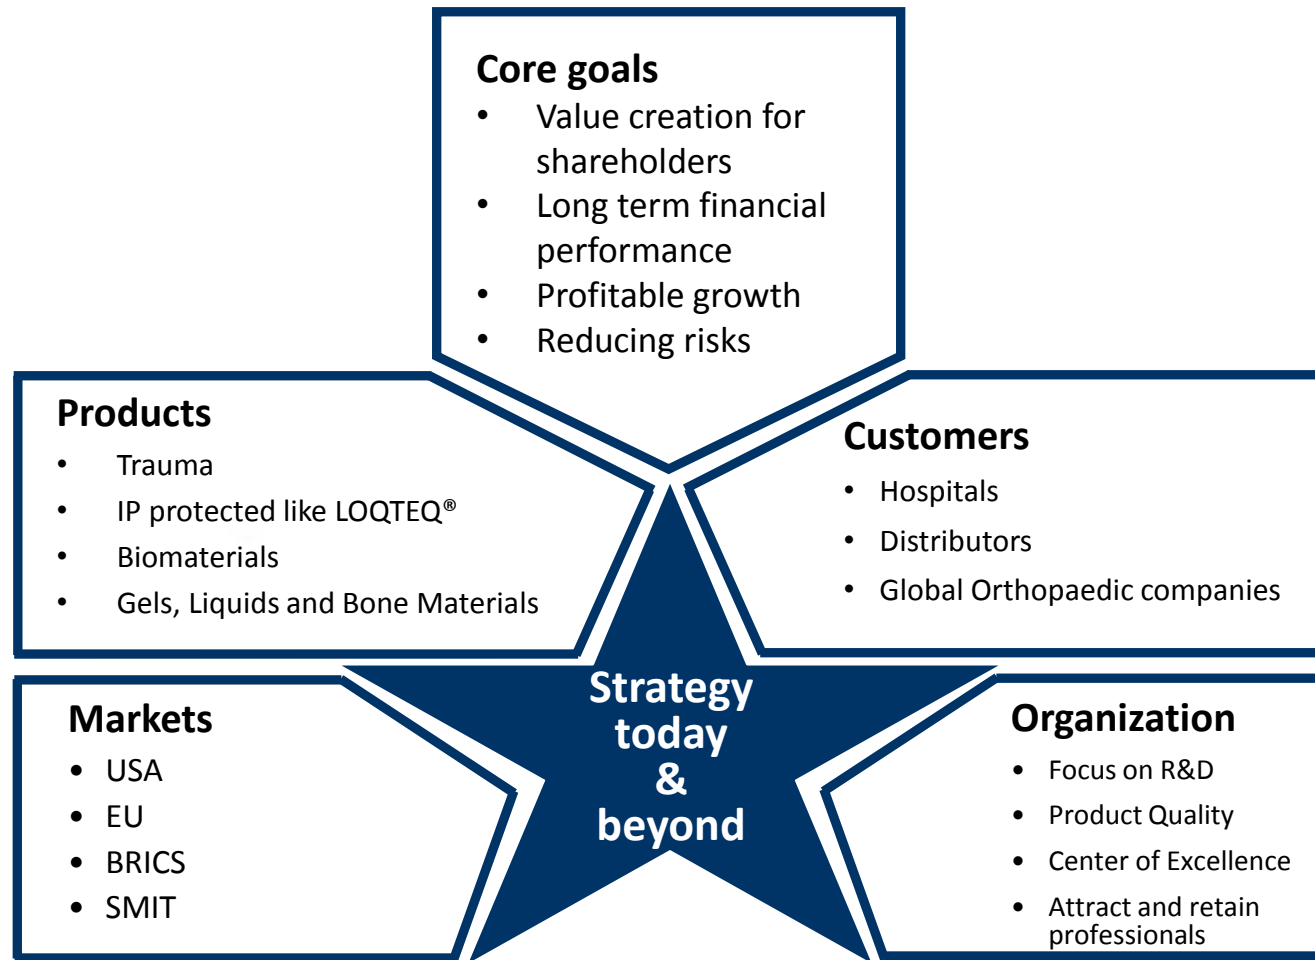 Core goals
• Value creation for
shareholders
• Long term financial
performance
• Profitable growth
• Reducing risks
Products
• Trauma
• IP protected like LOQTEQ®
• Biomaterials
• Gels, Liquids and Bone Materials
Customers
• Hospitals
• Distributors
• Global Orthopaedic companies
Strategy
today
&
beyond
Markets
• USA
• EU
• BRICS
• SMIT
Organization
• Focus on R&D
• Product Quality
• Center of Excellence
• Attract and retain
professionals